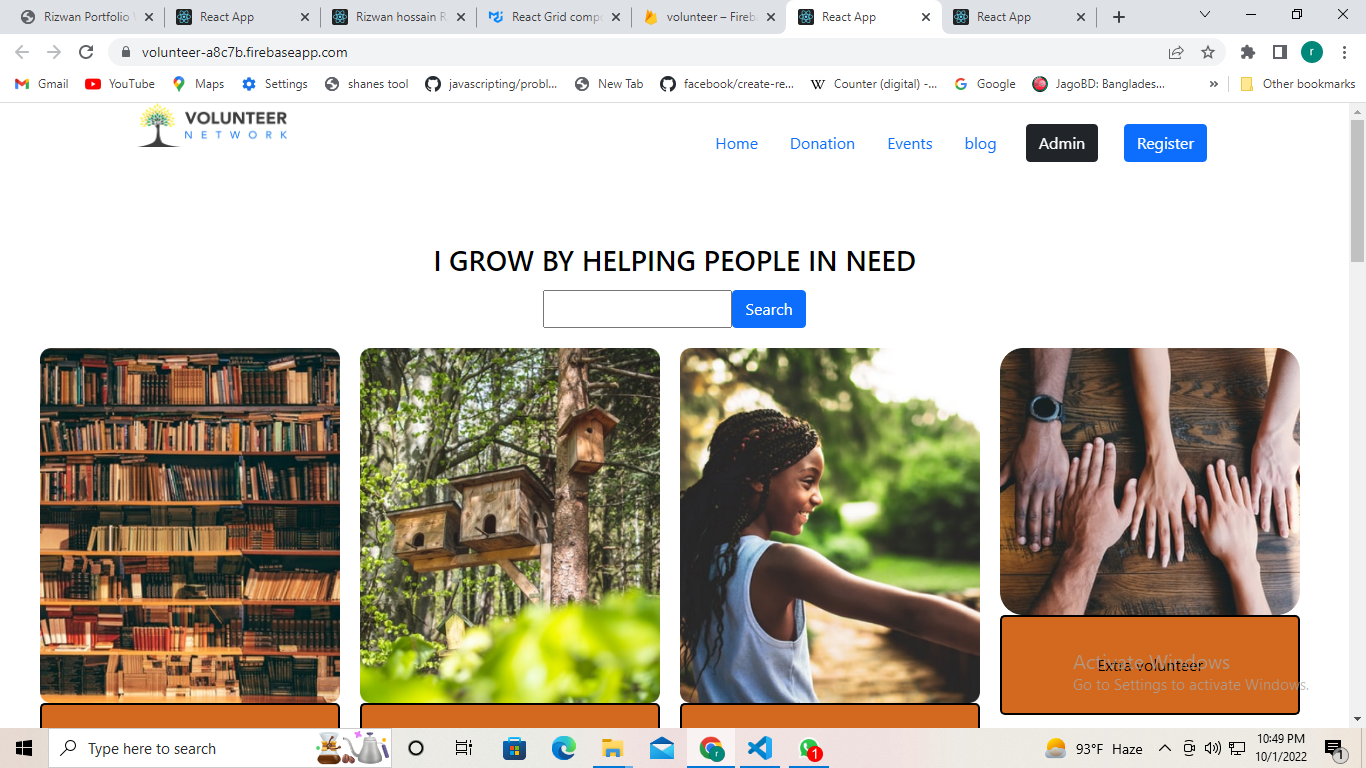 Rizwan Portfolio
React App
Rizwan hossain R
React Grid comp
volunteer – Fireb
React App
React App
volunteer-a8c7b.firebaseapp.com
r
Gmail
YouTube
Maps
Settings
shanes tool
javascripting/probl...
New Tab
facebook/create-re...
Counter (digital) -...
Google
JagoBD: Banglades...
»
Other bookmarks
VOLUNTEER
NETWORK
Home
Donation
Events
blog
Admin
Register
I GROW BY HELPING PEOPLE IN NEED
Search
Extra volunteer
Activate Windows
Go to Settings to activate Windows.
Type here to search
r
1
93°F Haze
10:49 PM
10/1/2022
1